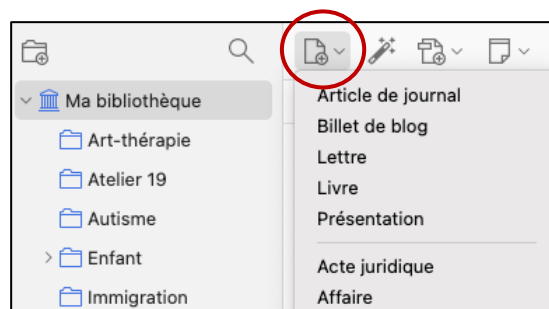 Ma bibliothèque
Art-thérapie
Atelier 19
Autisme
Enfant
Immigration
Article de journal
Billet de blog
Lettre
Livre
Présentation
Acte juridique
Affaire